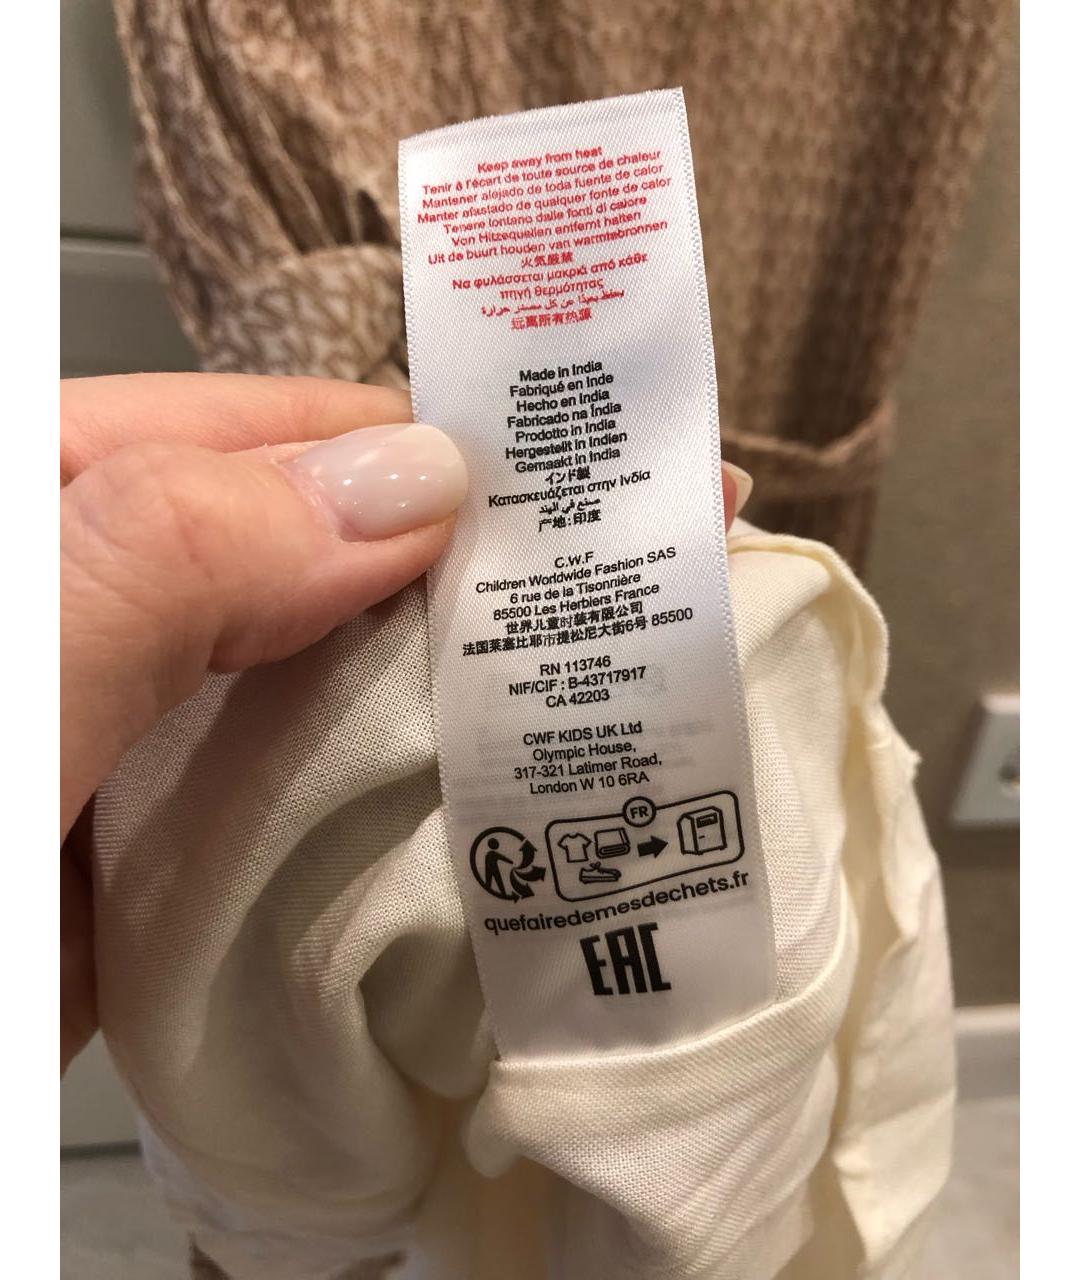 Keep away from heat
Tenir à l'écart de toute source de chaleur
Mantener alejado de toda fuente de calor
Manter afastado de qualquer fonte de calor
Tenere lontano dalle fonti di calore
Von Hitzequellen entfernt halten
Uit de buurt houden van warmtebronnen
火気厳禁
Να φυλάσσεται μακριά από κάθε
πηγή θερμότητας
يحفظ بعيدًا عن كل مصدر حرارة
远离所有热源
Made in India
Fabriqué en Inde
Hecho en India
Fabricado na Índia
Prodotto in India
Hergestellt in Indien
Gemaakt in India
インド製
Κατασκευάζεται στην Ινδία
صنع في الهند
产地:印度
C.W.F
Children Worldwide Fashion SAS
6 rue de la Tisonnière
85500 Les Herbiers France
世界儿童时装有限公司
法国莱塞比耶市提松尼大街6号 85500
RN 113746
NIF/CIF : B-43717917
CA 42203
CWF KIDS UK Ltd
Olympic House,
317-321 Latimer Road,
London W 10 6RA
FR
quefairedemesdechets.fr
EAC